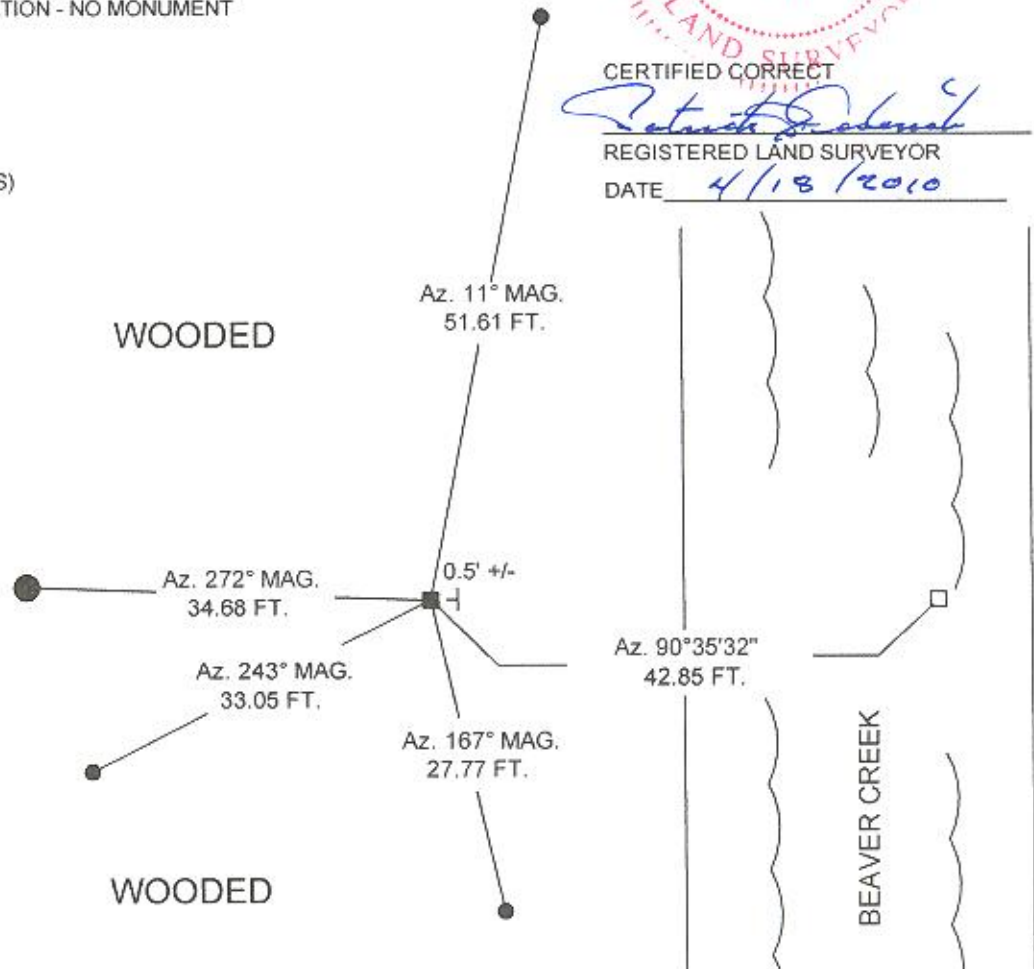 TION - NO MONUMENT
LAND SURVEYOR
CERTIFIED CORRECT
REGISTERED LAND SURVEYOR
S)
DATE 4/18/2010
Az. 11° MAG.
51.61 FT.
WOODED
0.5' +/-
Az. 272° MAG.
34.68 FT.
Az. 90°35'32"
42.85 FT.
Az. 243° MAG.
33.05 FT.
Az. 167° MAG.
27.77 FT.
BEAVER CREEK
WOODED